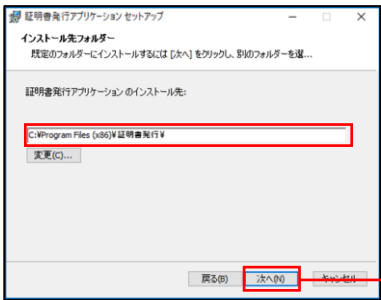 証明書発行アプリケーション セットアップ
インストール先フォルダー
既定のフォルダーにインストールするには [次へ] をクリックし、別のフォルダーを選...
証明書発行アプリケーション のインストール先:
C:¥Program Files (x86)¥証明書発行¥
変更(C)...
戻る(B)
次へ(N)
キャンセル